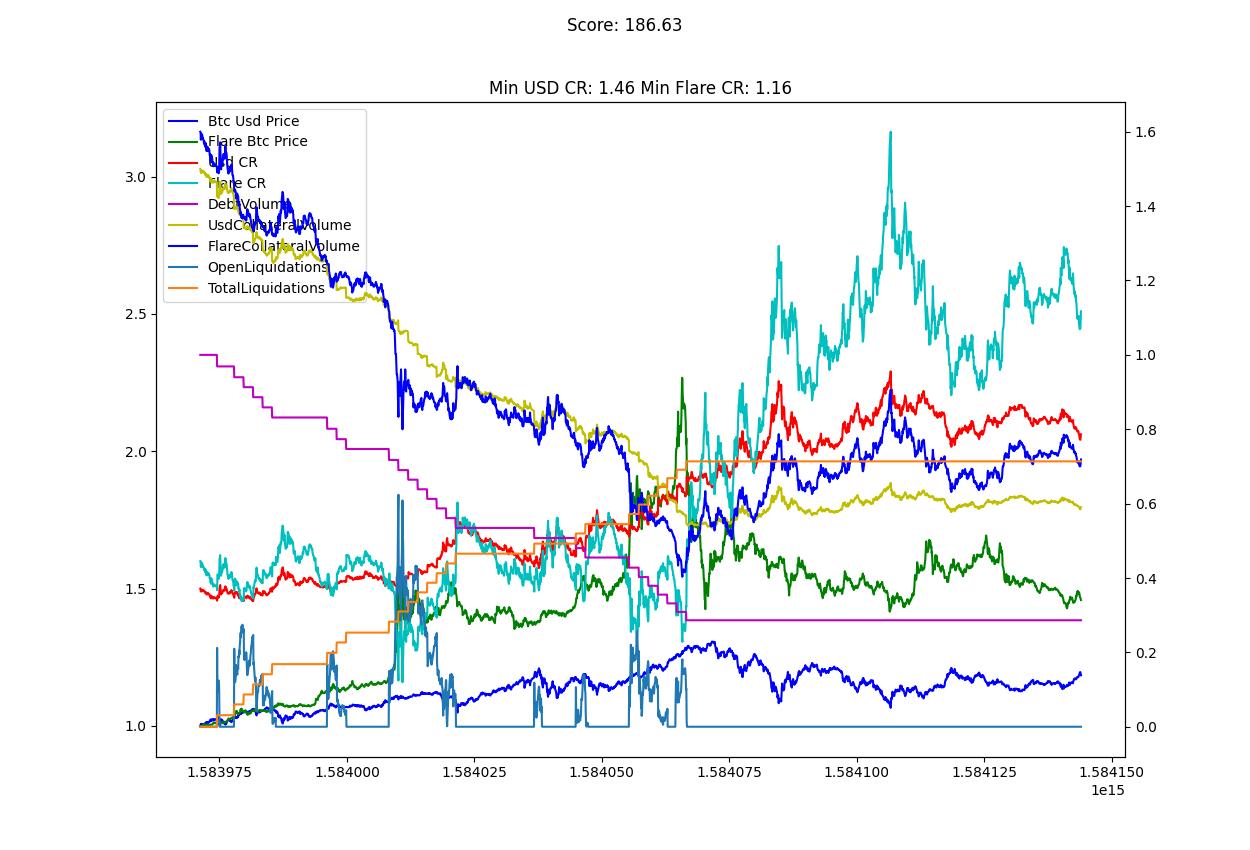 Score: 186.63
Min USD CR: 1.46 Min Flare CR: 1.16
Btc Usd Price
Flare Btc Price
Usd CR
Flare CR
DebtVolume
UsdCollateralVolume
FlareCollateralVolume
OpenLiquidations
TotalLiquidations
3.0
2.5
2.0
1.5
1.0
1.6
1.4
1.2
1.0
0.8
0.6
0.4
0.2
0.0
1.583975
1.584000
1.584025
1.584050
1.584075
1.584100
1.584125
1.584150
1e15